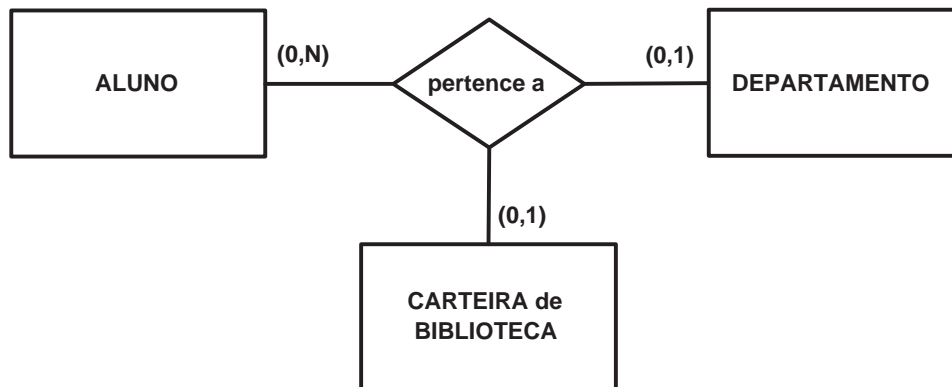 (0,N)
(0,1)
ALUNO
pertence a
DEPARTAMENTO
(0,1)
CARTEIRA de
BIBLIOTECA